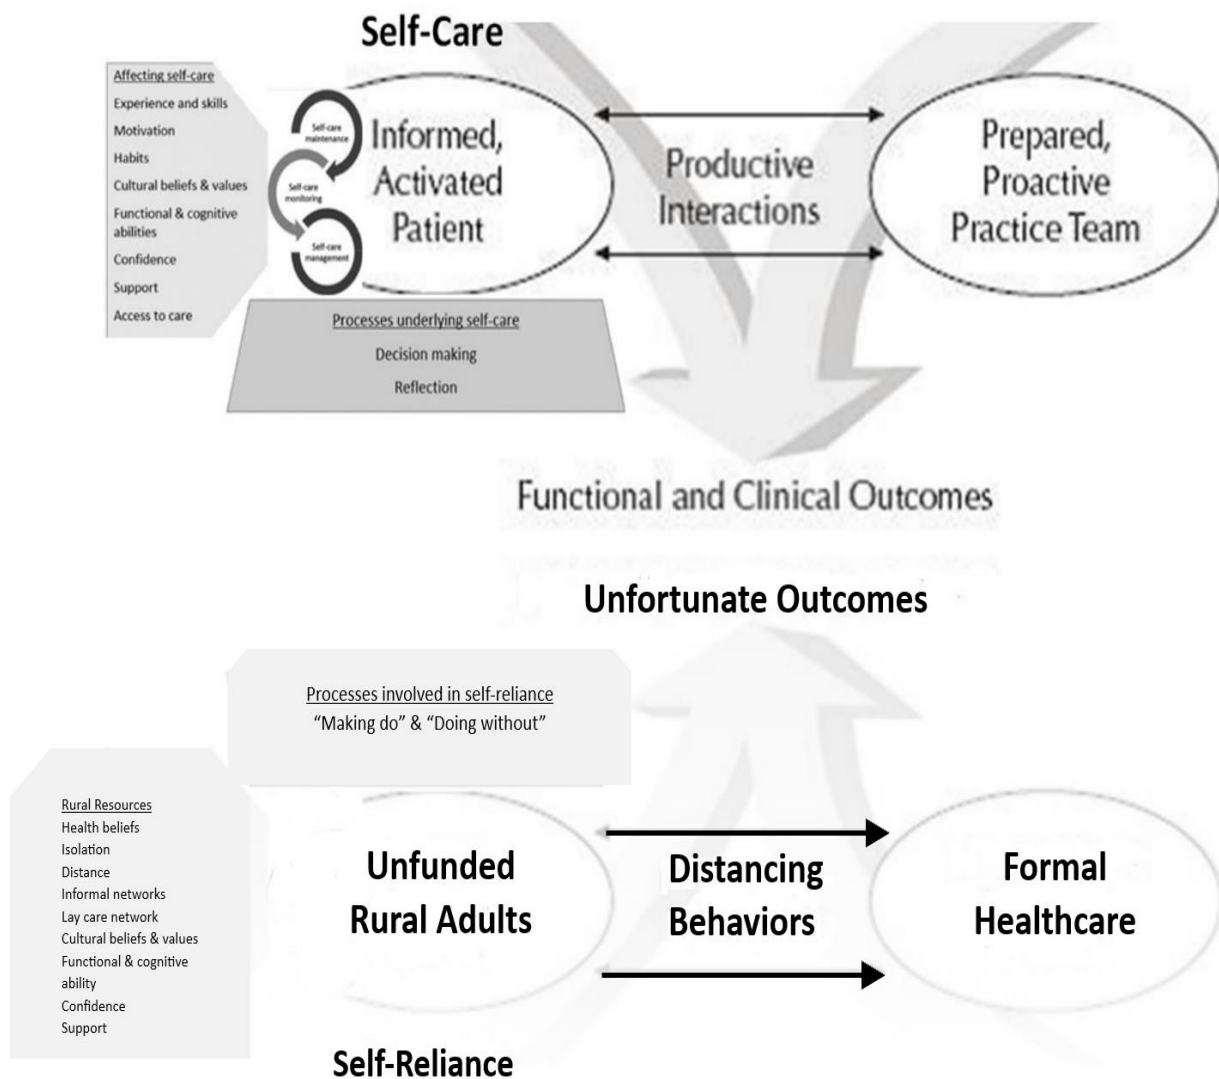 Self-Care
Affecting self-care
Experience and skills
Motivation
Habits
Cultural beliefs & values
Functional & cognitive
abilities
Confidence
Support
Access to care
Self-care
maintenance
Self-care
monitoring
Self-care
management
Informed,
Activated
Patient
Productive
Interactions
Prepared,
Proactive
Practice Team
Processes underlying self-care
Decision making
Reflection
Functional and Clinical Outcomes
Unfortunate Outcomes
Processes involved in self-reliance
“Making do” & “Doing without”
Rural Resources
Health beliefs
Isolation
Distance
Informal networks
Lay care network
Cultural beliefs & values
Functional & cognitive
ability
Confidence
Support
Unfunded
Rural Adults
Distancing
Behaviors
Formal
Healthcare
Self-Reliance